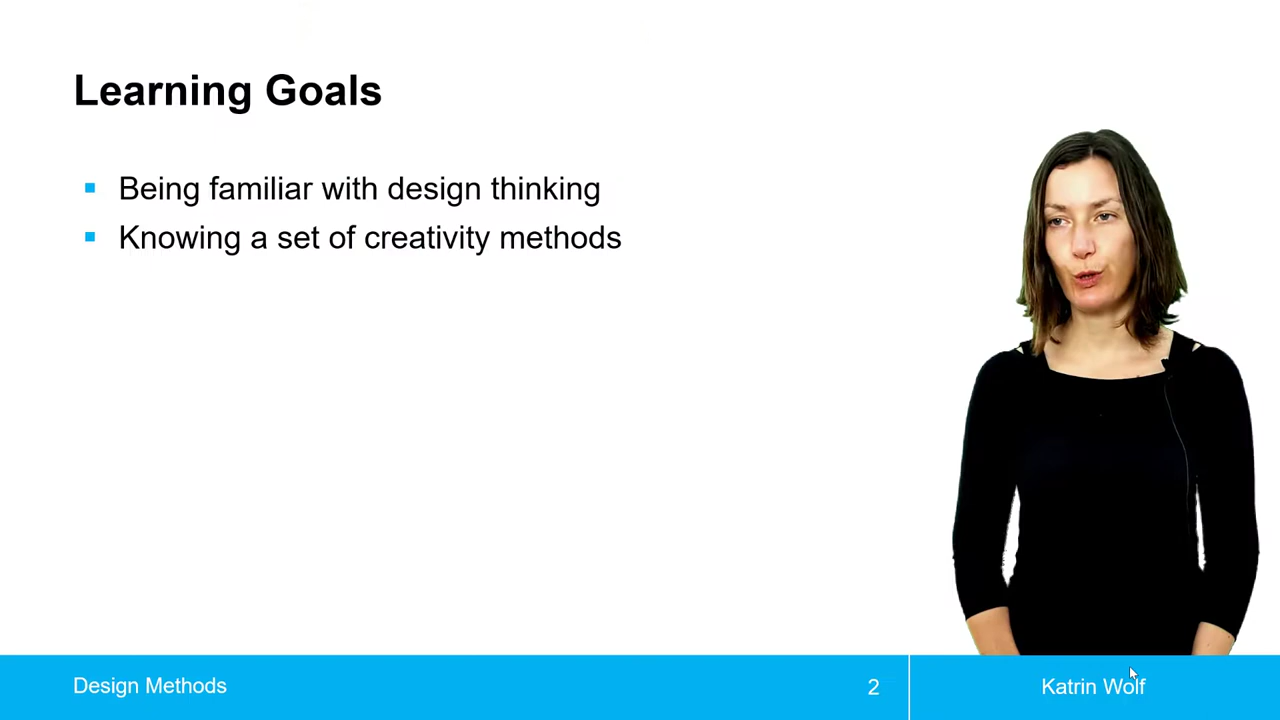 Learning Goals
Being familiar with design thinking
Knowing a set of creativity methods
Design Methods
2
Katrin Wolf